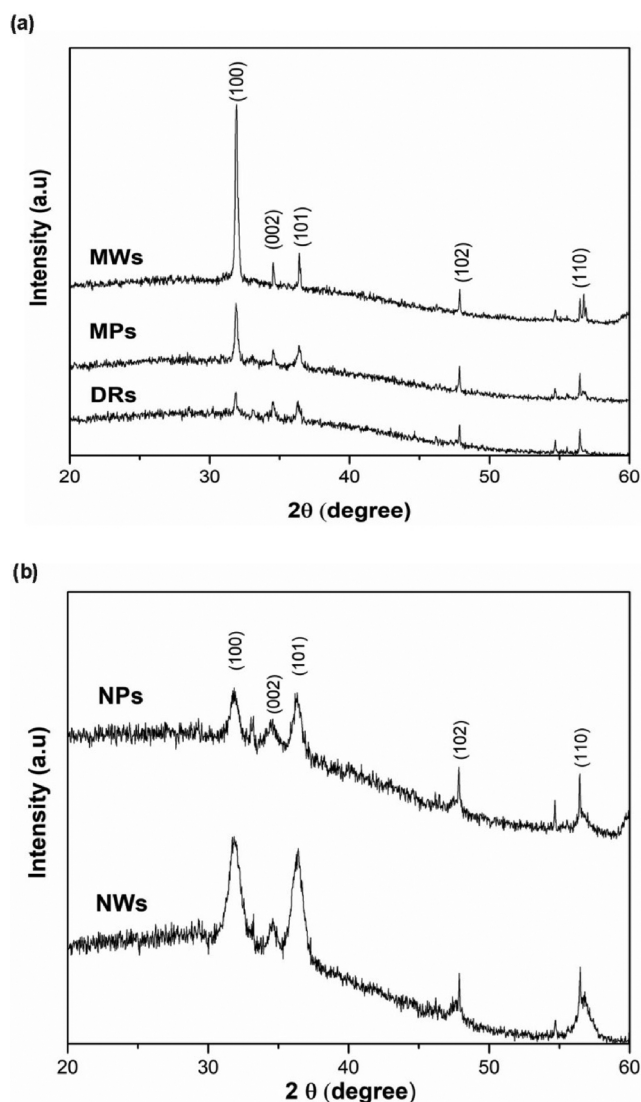 (a)
(100)
(002)
(101)
(102)
(110)
MWs
MPs
DRs
Intensity (a.u)
20 30 40 50 60
2θ (degree)
(b)
(100)
(002)
(101)
(102)
(110)
NPs
NWs
Intensity (a.u)
20 30 40 50 60
2 θ (degree)